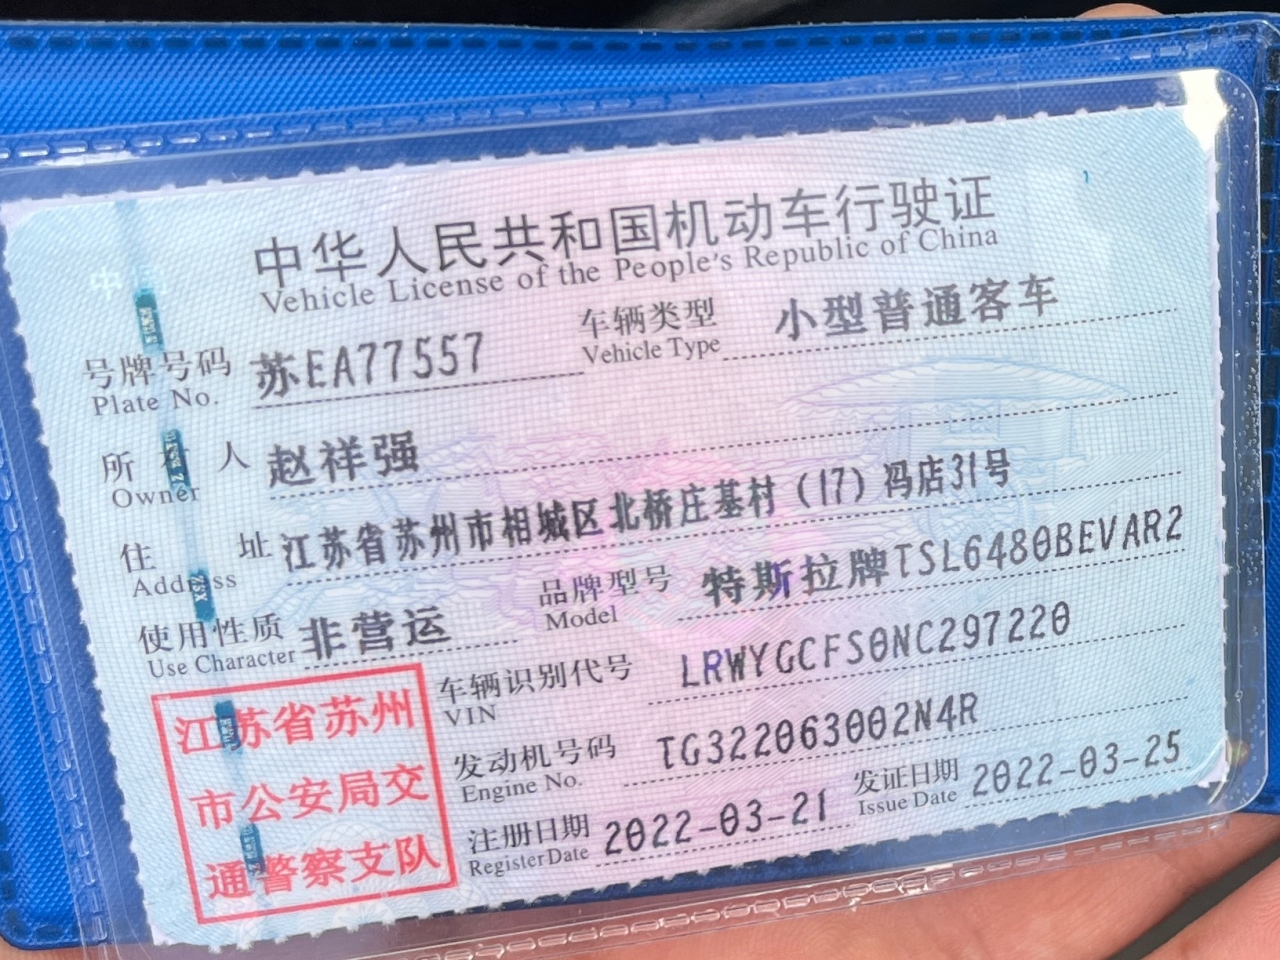 中华人民共和国机动车行驶证
Vehicle License of the People's Republic of China
号牌号码 苏EA77557 车辆类型 小型普通客车
Plate No. Vehicle Type
所 人 赵祥强
Owner
住 址 江苏省苏州市相城区北桥庄基村（17）冯店31号
Address
使用性质 非营运 品牌型号 特斯拉牌TSL6480BEVAR2
Use Character Model
车辆识别代号 LRWYGCFS0NC297220
VIN
发动机号码 TG322063002N4R
Engine No.
注册日期 2022-03-21 发证日期 2022-03-25
Register Date Issue Date
江苏省苏州
市公安局交
通警察支队